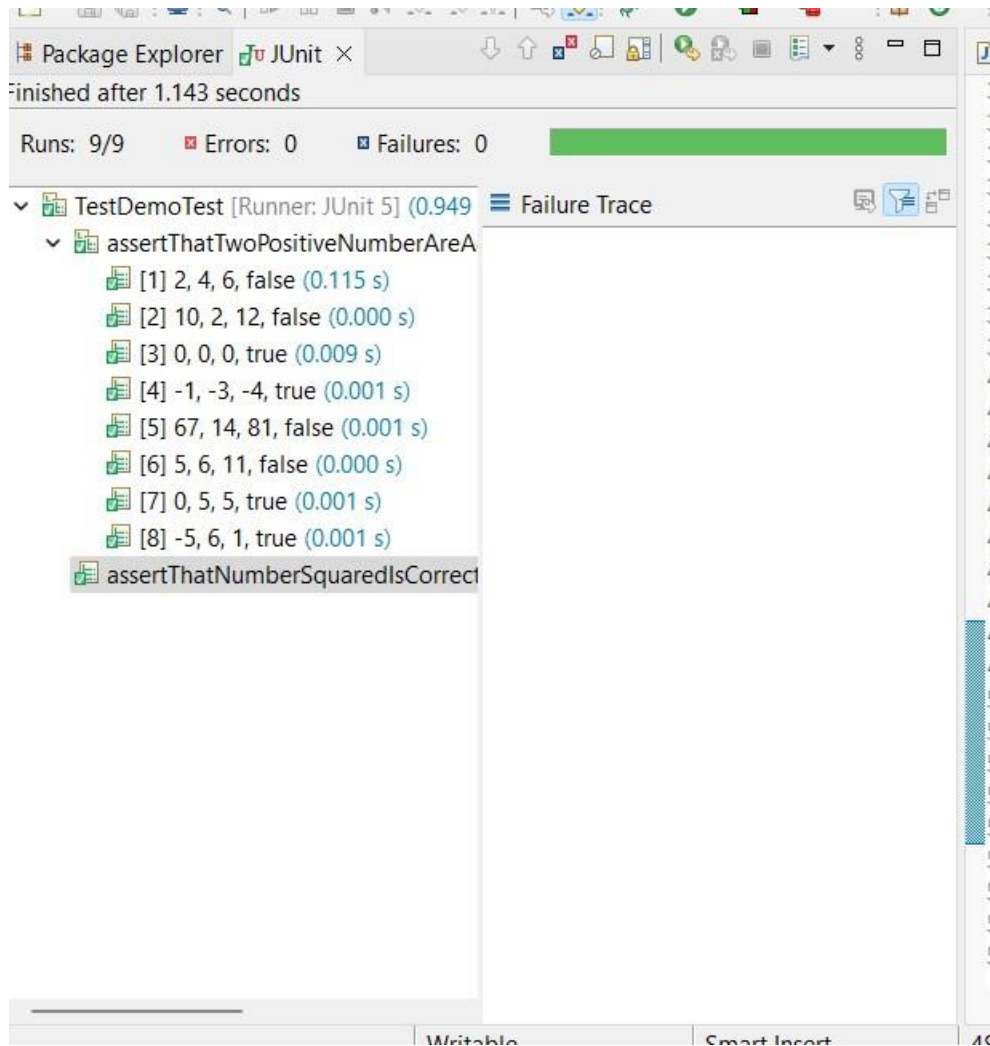 Package Explorer JUnit
Finished after 1.143 seconds
Runs: 9/9 Errors: 0 Failures: 0
TestDemoTest [Runner: JUnit 5] (0.949
Failure Trace
assertThatTwoPositiveNumberAreA
[1] 2, 4, 6, false (0.115 s)
[2] 10, 2, 12, false (0.000 s)
[3] 0, 0, 0, true (0.009 s)
[4] -1, -3, -4, true (0.001 s)
[5] 67, 14, 81, false (0.001 s)
[6] 5, 6, 11, false (0.000 s)
[7] 0, 5, 5, true (0.001 s)
[8] -5, 6, 1, true (0.001 s)
assertThatNumberSquaredIsCorrect
Writable Smart Insert